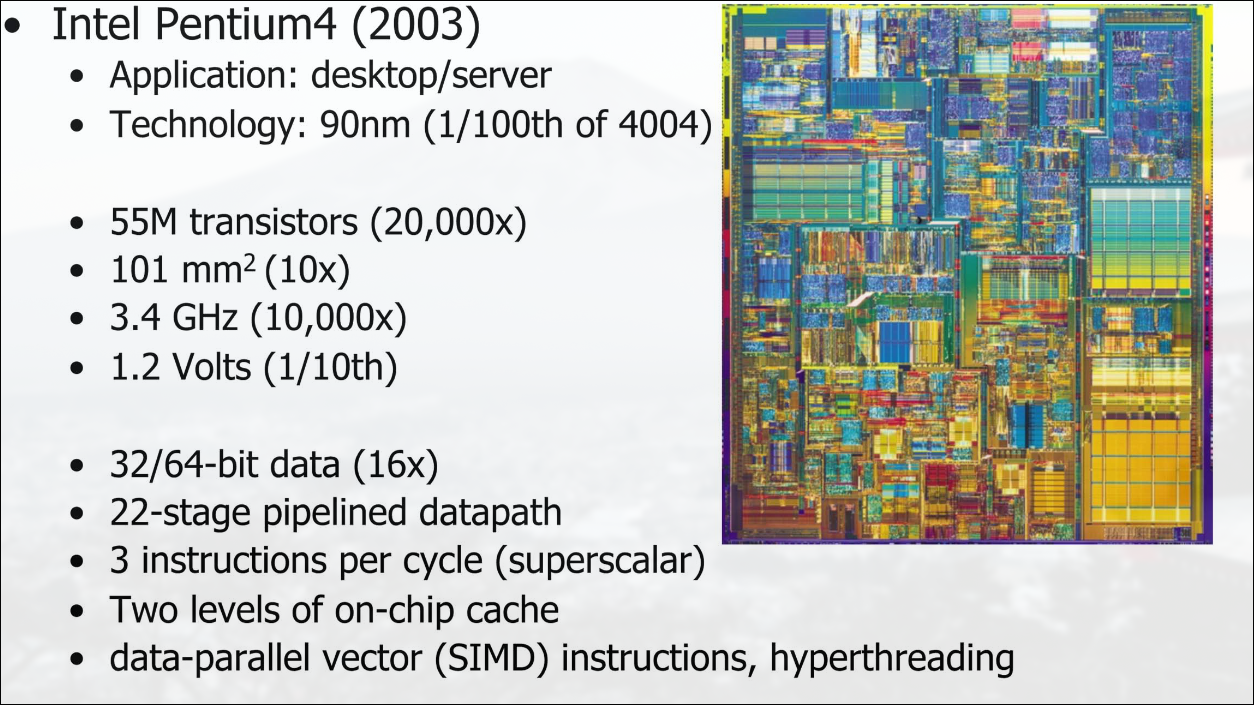 • Intel Pentium4 (2003)
• Application: desktop/server
• Technology: 90nm (1/100th of 4004)
• 55M transistors (20,000x)
• 101 mm² (10x)
• 3.4 GHz (10,000x)
• 1.2 Volts (1/10th)
• 32/64-bit data (16x)
• 22-stage pipelined datapath
• 3 instructions per cycle (superscalar)
• Two levels of on-chip cache
• data-parallel vector (SIMD) instructions, hyperthreading